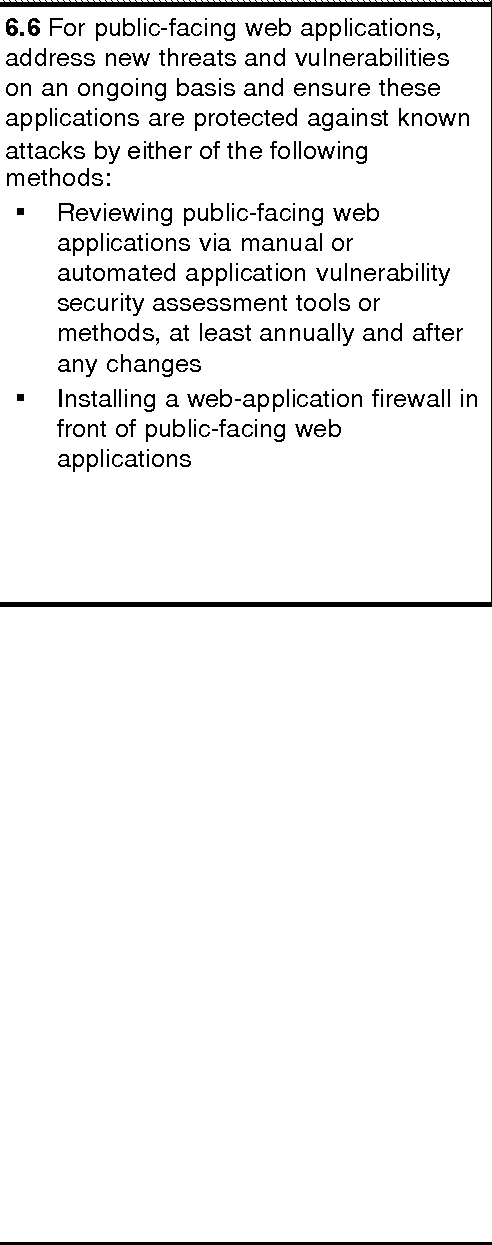 6.6 For public-facing web applications,
address new threats and vulnerabilities
on an ongoing basis and ensure these
applications are protected against known
attacks by either of the following
methods:
▪ Reviewing public-facing web
applications via manual or
automated application vulnerability
security assessment tools or
methods, at least annually and after
any changes
▪ Installing a web-application firewall in
front of public-facing web
applications